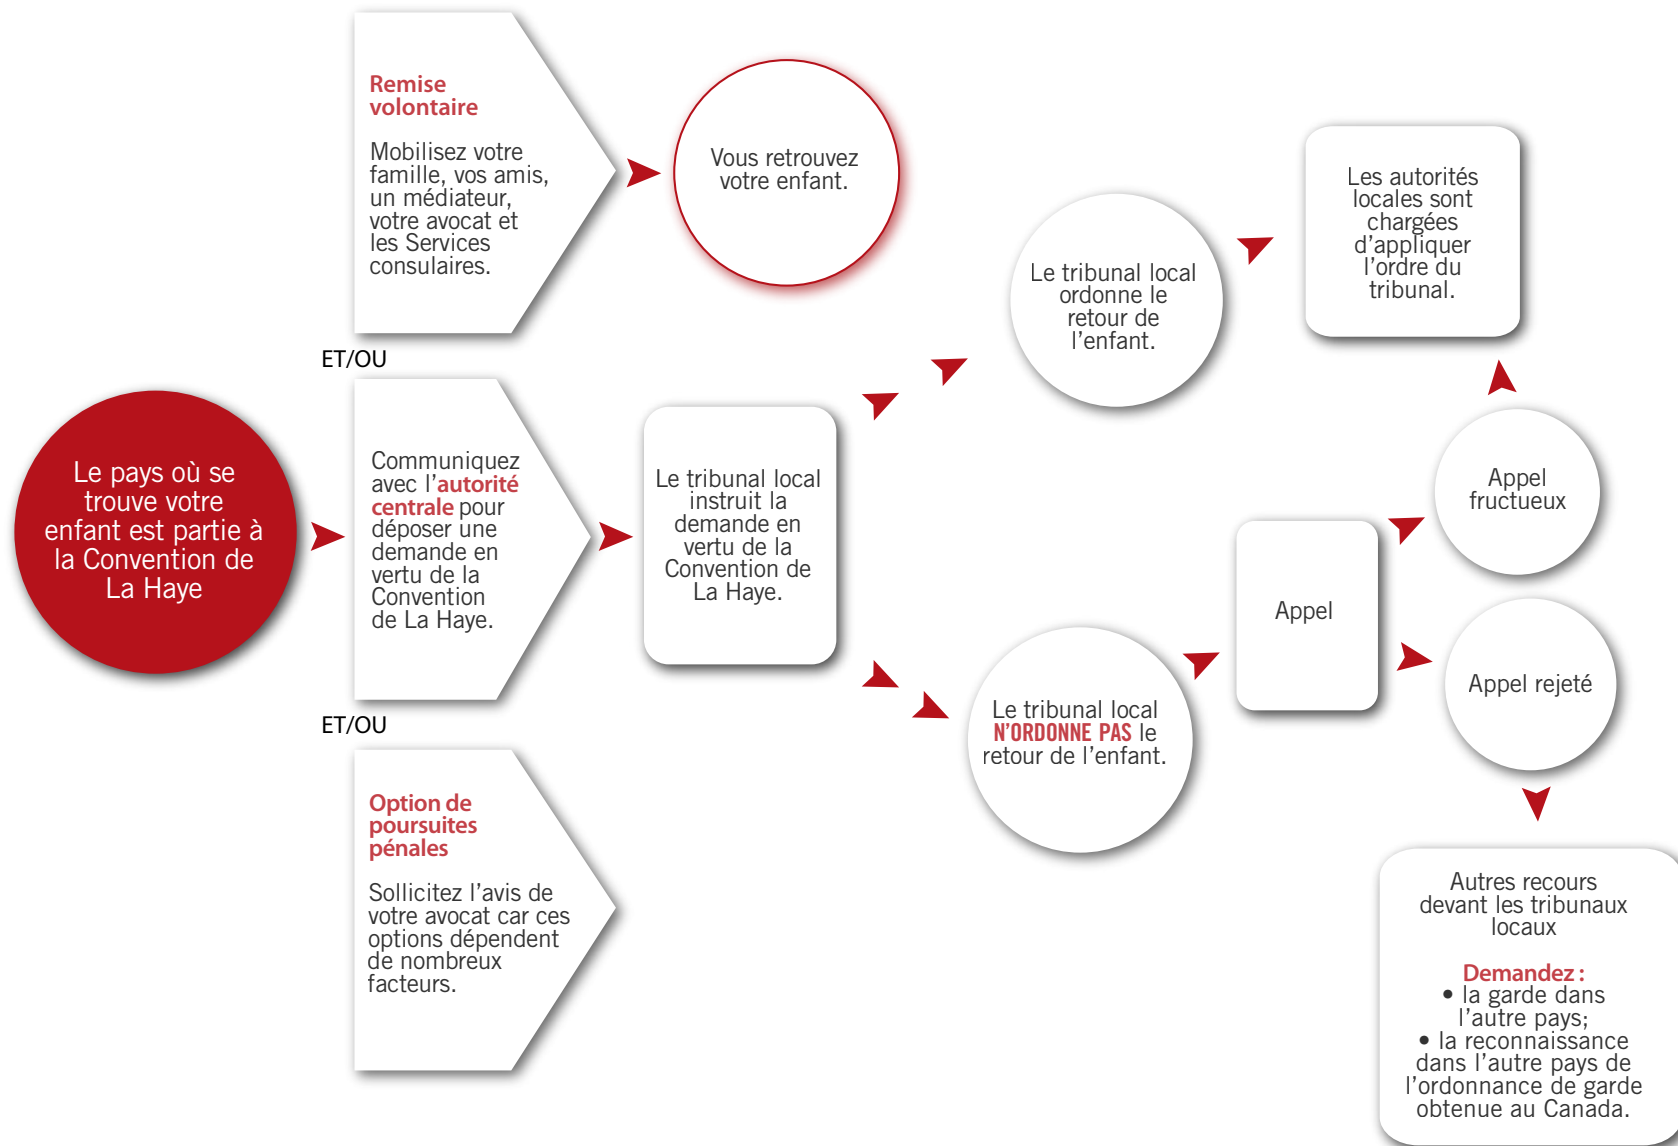 Le pays où se
trouve votre
enfant est partie à
la Convention de
La Haye
Remise
volontaire
Mobilisez votre
famille, vos amis,
un médiateur,
votre avocat et
les Services
consulaires.
Vous retrouvez
votre enfant.
ET/OU
Communiquez
avec l’autorité
centrale pour
déposer une
demande en
vertu de la
Convention
de La Haye.
Le tribunal local
instruit la
demande en
vertu de la
Convention de
La Haye.
Le tribunal local
ordonne le
retour de
l’enfant.
Les autorités
locales sont
chargées
d’appliquer
l’ordre du
tribunal.
Le tribunal local
N’ORDONNE PAS le
retour de l’enfant.
Appel
Appel
fructueux
Appel rejeté
Autres recours
devant les tribunaux
locaux
Demandez :
• la garde dans
l’autre pays;
• la reconnaissance
dans l’autre pays de
l’ordonnance de garde
obtenue au Canada.
ET/OU
Option de
poursuites
pénales
Sollicitez l’avis de
votre avocat car ces
options dépendent
de nombreux
facteurs.